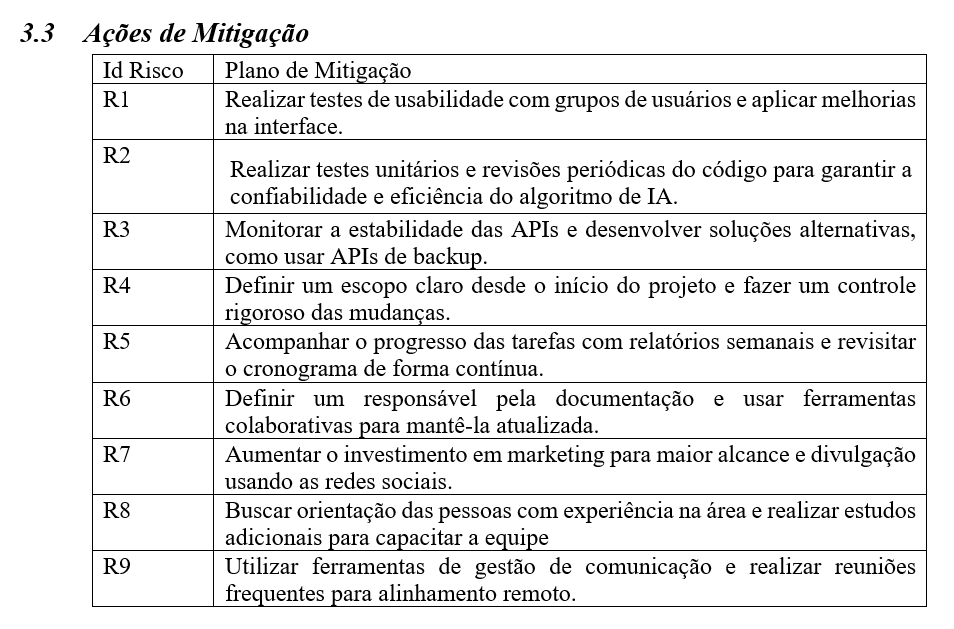 3.3 Ações de Mitigação
Id Risco Plano de Mitigação
R1 Realizar testes de usabilidade com grupos de usuários e aplicar melhorias
na interface.
R2
Realizar testes unitários e revisões periódicas do código para garantir a
confiabilidade e eficiência do algoritmo de IA.
R3 Monitorar a estabilidade das APIs e desenvolver soluções alternativas,
como usar APIs de backup.
R4 Definir um escopo claro desde o início do projeto e fazer um controle
rigoroso das mudanças.
R5 Acompanhar o progresso das tarefas com relatórios semanais e revisitar
o cronograma de forma contínua.
R6 Definir um responsável pela documentação e usar ferramentas
colaborativas para mantê-la atualizada.
R7 Aumentar o investimento em marketing para maior alcance e divulgação
usando as redes sociais.
R8 Buscar orientação das pessoas com experiência na área e realizar estudos
adicionais para capacitar a equipe
R9 Utilizar ferramentas de gestão de comunicação e realizar reuniões
frequentes para alinhamento remoto.